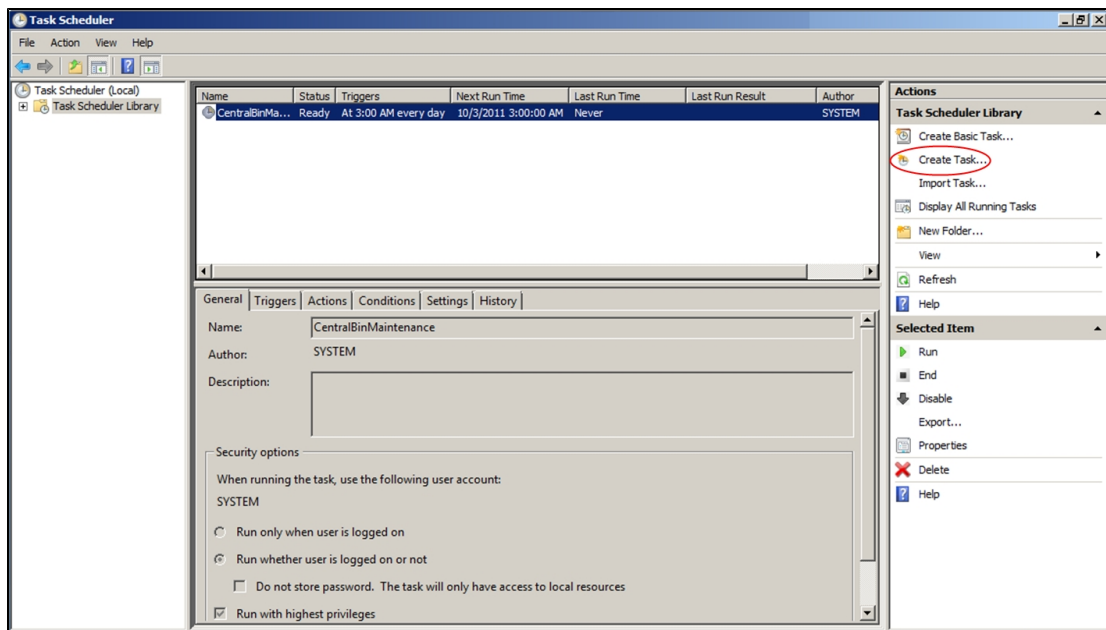 Task Scheduler
File Action View Help
Task Scheduler (Local)
Task Scheduler Library
Name Status Triggers Next Run Time Last Run Time Last Run Result Author
CentralBinMa... Ready At 3:00 AM every day 10/3/2011 3:00:00 AM Never SYSTEM
General Triggers Actions Conditions Settings History
Name: CentralBinMaintenance
Author: SYSTEM
Description:
Security options
When running the task, use the following user account:
SYSTEM
Run only when user is logged on
Run whether user is logged on or not
Do not store password. The task will only have access to local resources
Run with highest privileges
Actions
Task Scheduler Library
Create Basic Task...
Create Task...
Import Task...
Display All Running Tasks
New Folder...
View
Refresh
Help
Selected Item
Run
End
Disable
Export...
Properties
Delete
Help